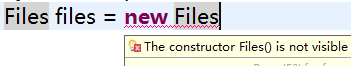 Files files = new Files
The constructor Files() is not visible